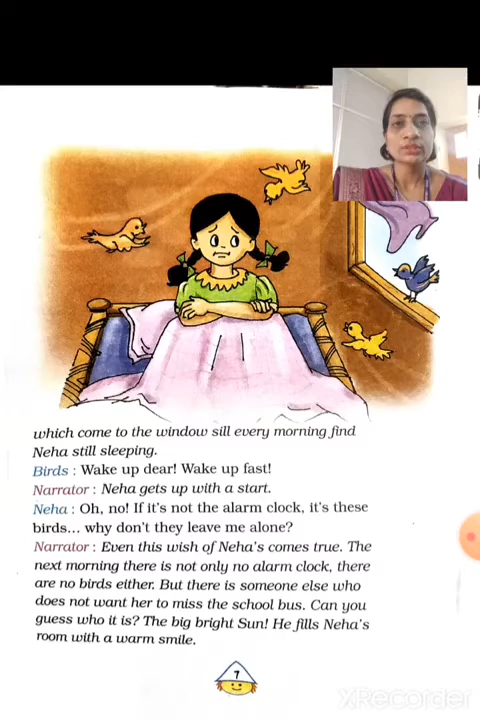 which come to the window sill every morning find
Neha still sleeping.
Birds : Wake up dear! Wake up fast!
Narrator : Neha gets up with a start.
Neha : Oh, no! If it's not the alarm clock, it's these
birds... why don't they leave me alone?
Narrator : Even this wish of Neha's comes true. The
next morning there is not only no alarm clock, there
are no birds either. But there is someone else who
does not want her to miss the school bus. Can you
guess who it is? The big bright Sun! He fills Neha's
room with a warm smile.
7
XRecorder